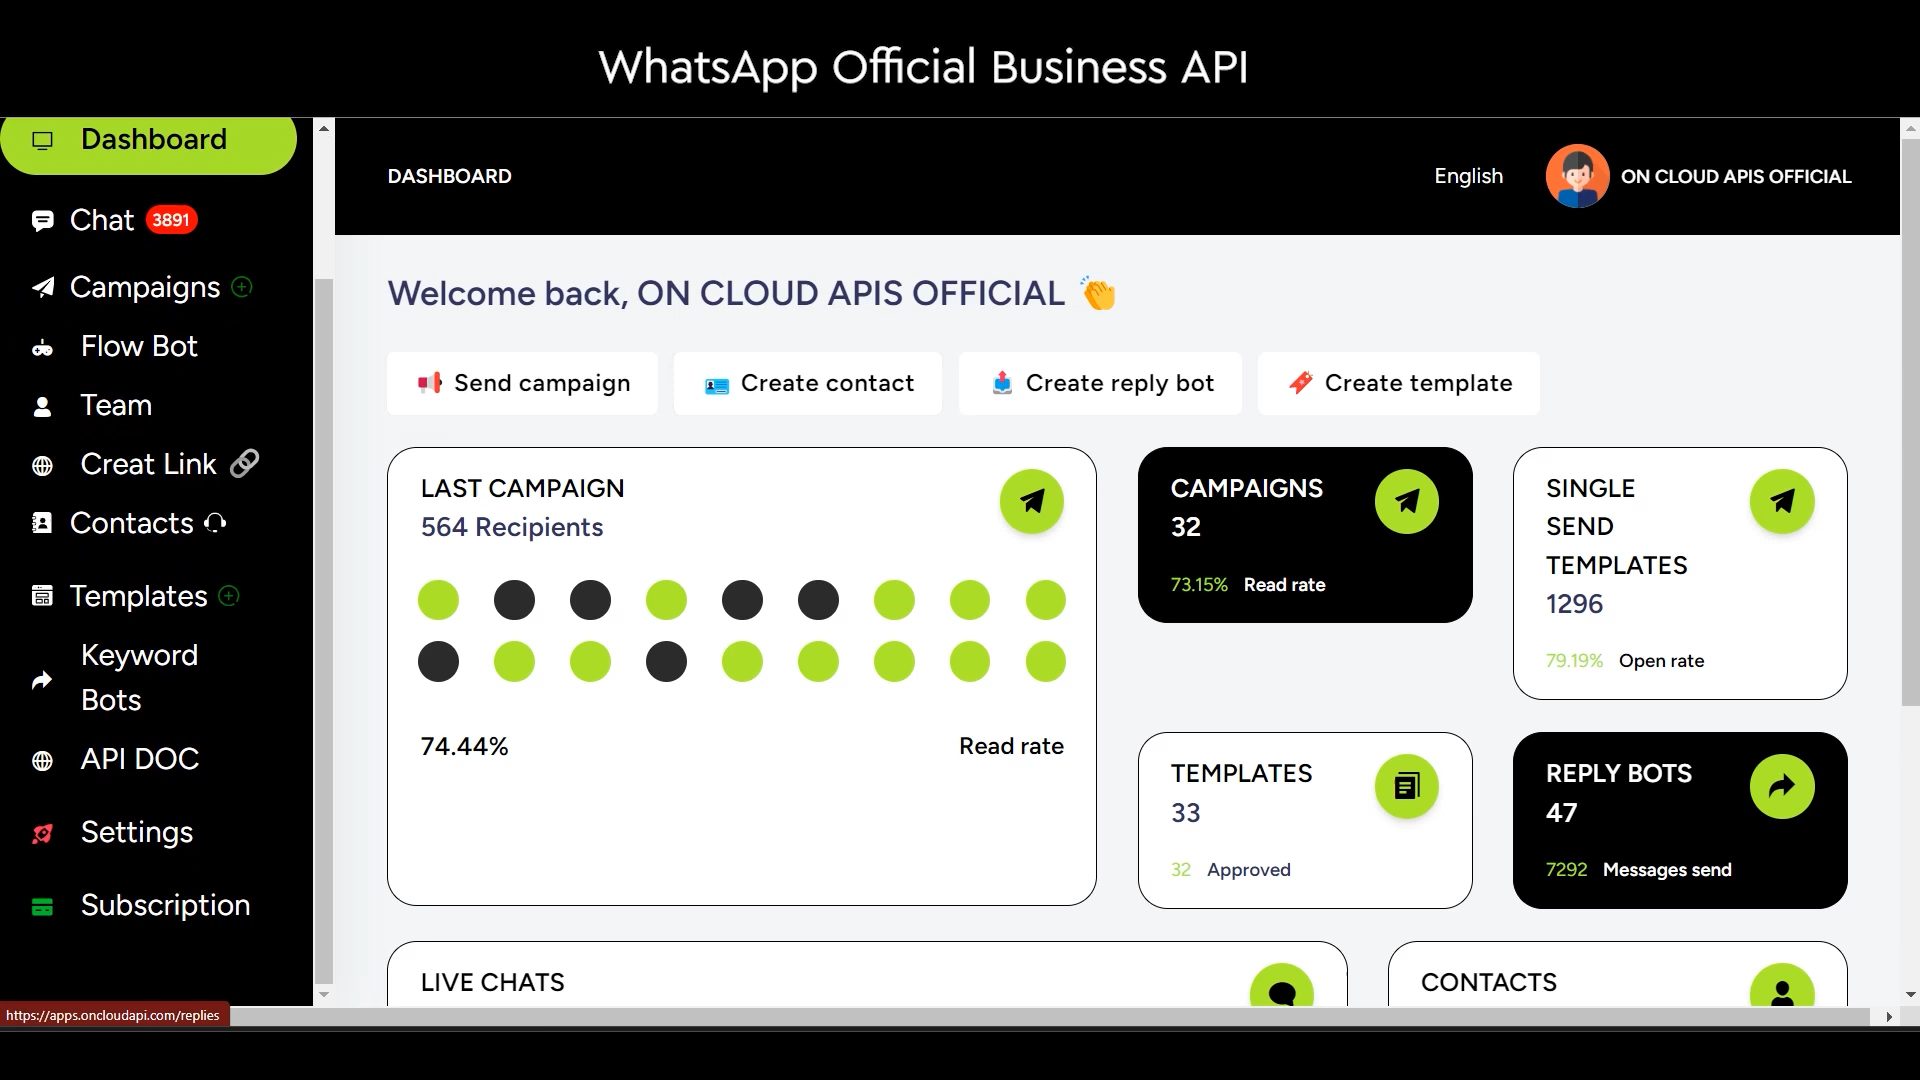 WhatsApp Official Business API
Dashboard
Chat 3891
Campaigns
Flow Bot
Team
Creat Link
Contacts
Templates
Keyword
Bots
API DOC
Settings
Subscription
https://apps.oncloudapi.com/replies
DASHBOARD
English
ON CLOUD APIS OFFICIAL
Welcome back, ON CLOUD APIS OFFICIAL
Send campaign
Create contact
Create reply bot
Create template
LAST CAMPAIGN
564 Recipients
74.44% Read rate
CAMPAIGNS
32
73.15% Read rate
SINGLE
SEND
TEMPLATES
1296
79.19% Open rate
TEMPLATES
33
32 Approved
REPLY BOTS
47
7292 Messages send
LIVE CHATS
CONTACTS